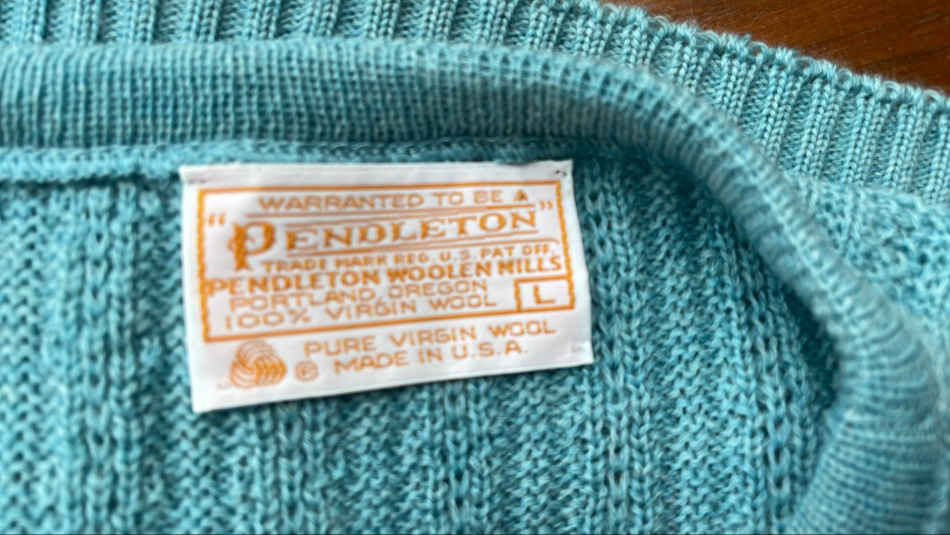 WARRANTED TO BE A
"PENDLETON"
TRADE MARK REG. U.S. PAT. OFF.
PENDLETON WOOLEN MILLS
PORTLAND, OREGON
100% VIRGIN WOOL L
PURE VIRGIN WOOL
® MADE IN U.S.A.